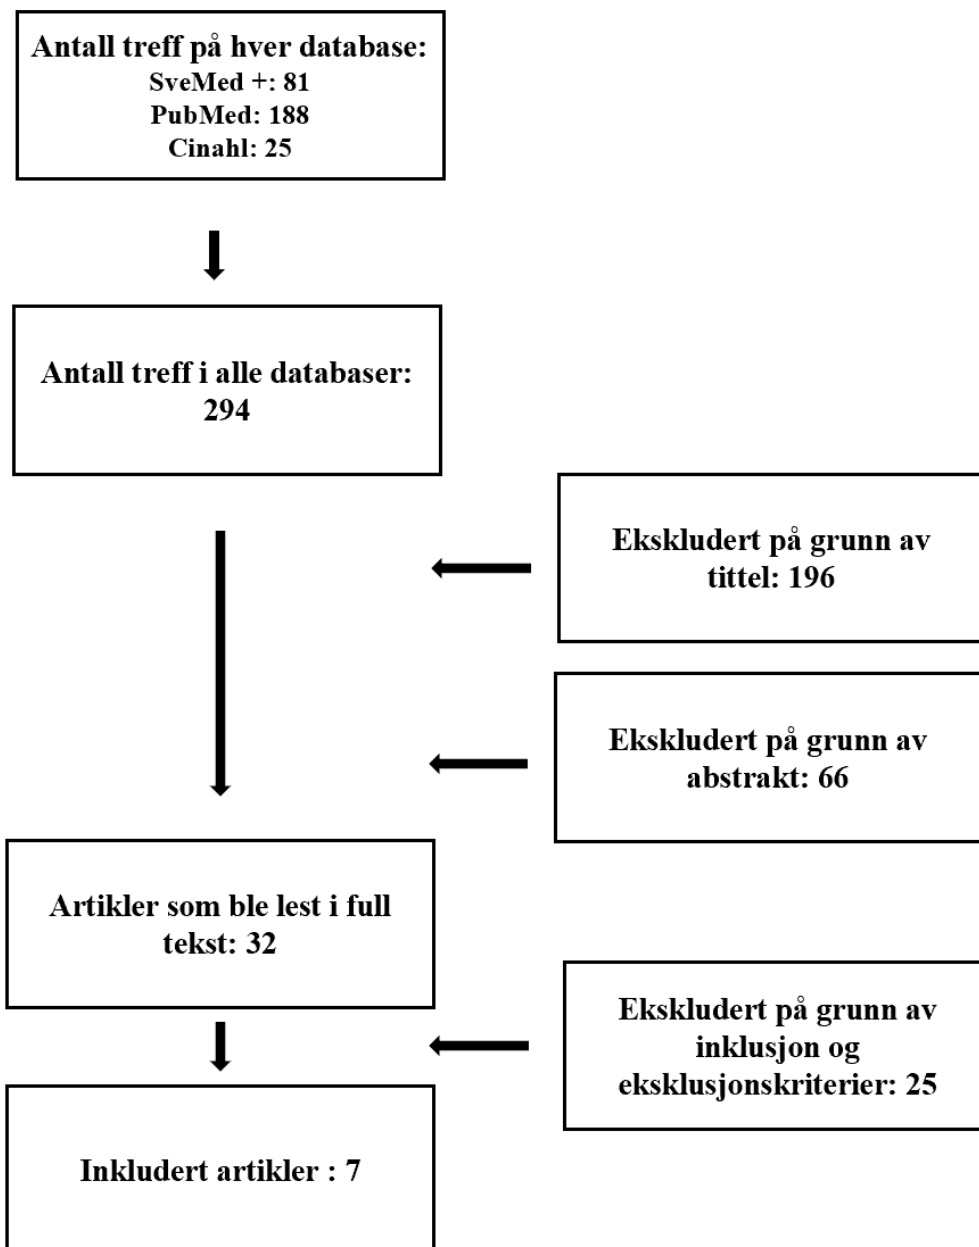 Antall treff på hver database:
SveMed +: 81
PubMed: 188
Cinahl: 25
Antall treff i alle databaser:
294
Ekskludert på grunn av
tittel: 196
Ekskludert på grunn av
abstrakt: 66
Artikler som ble lest i full
tekst: 32
Ekskludert på grunn av
inklusjon og
eksklusjonskriterier: 25
Inkludert artikler : 7